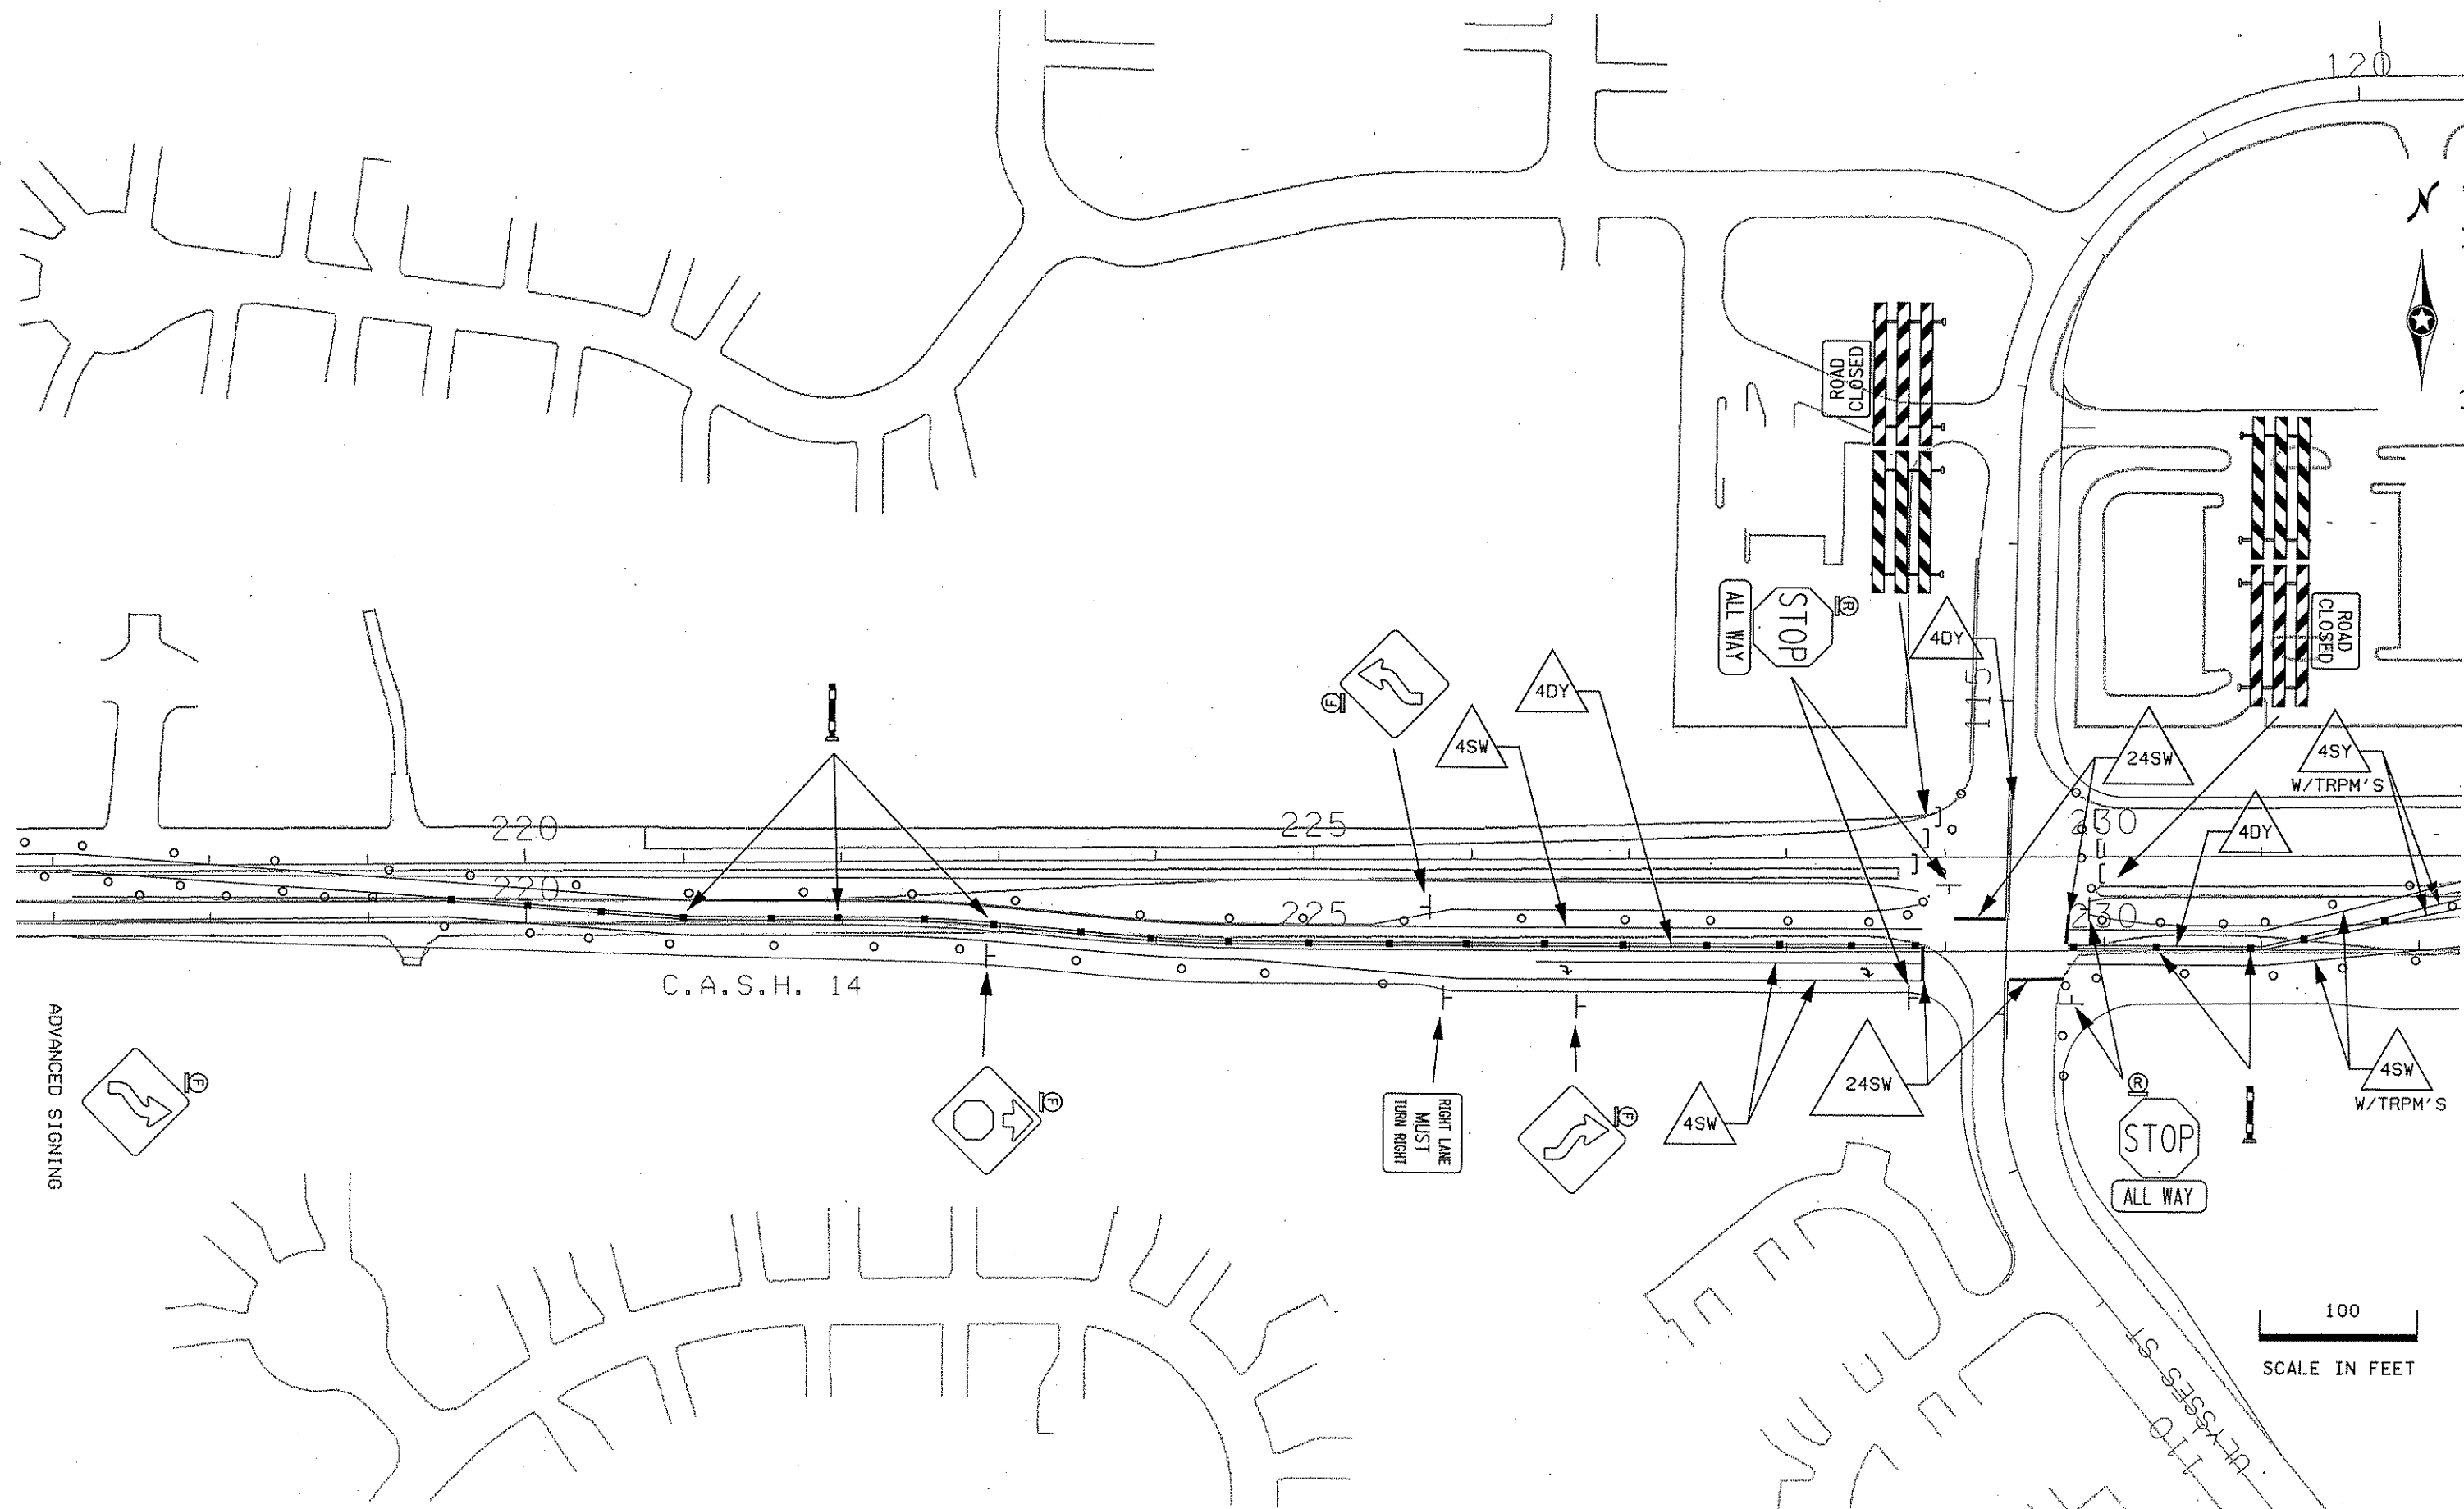 120
N
ROAD
CLOSED
ROAD
CLOSED
STOP
ALL WAY
R
4DY
115
F
4SW
4DY
24SW
4SY
W/TRPM'S
4DY
220
225
230
220
225
230
C.A.S.H. 14
ADVANCED SIGNING
F
F
RIGHT LANE
MUST
TURN RIGHT
F
4SW
24SW
R
STOP
ALL WAY
4SW
W/TRPM'S
100
SCALE IN FEET
ULYSSES ST
110